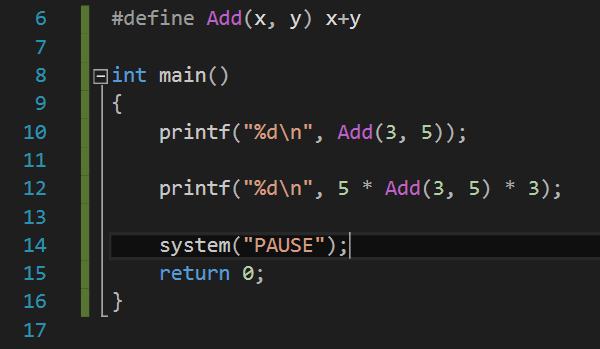 6 #define Add(x, y) x+y
7
8 int main()
9 {
10 printf("%d\n", Add(3, 5));
11
12 printf("%d\n", 5 * Add(3, 5) * 3);
13
14 system("PAUSE");
15 return 0;
16 }
17